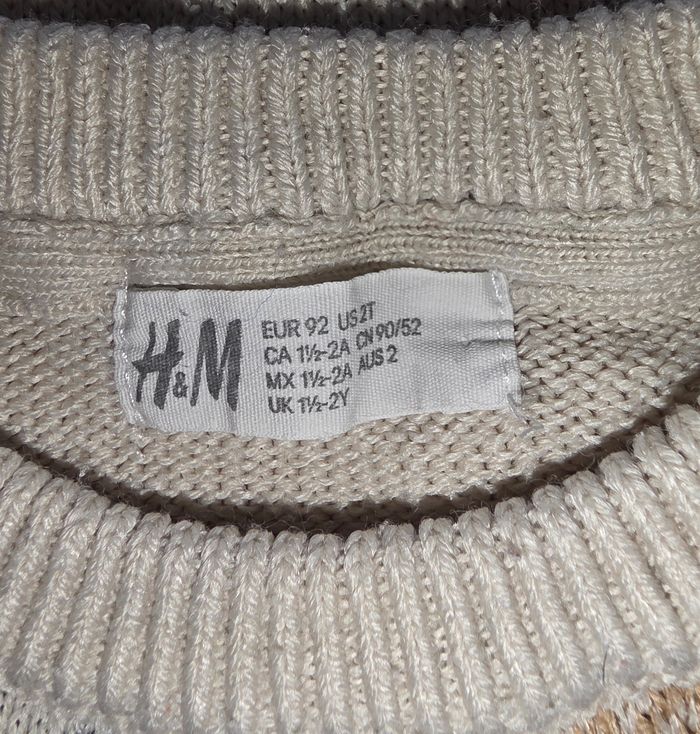 H&M
EUR 92 US 2T
CA 1½-2A CN 90/52
MX 1½-2A AUS 2
UK 1½-2Y